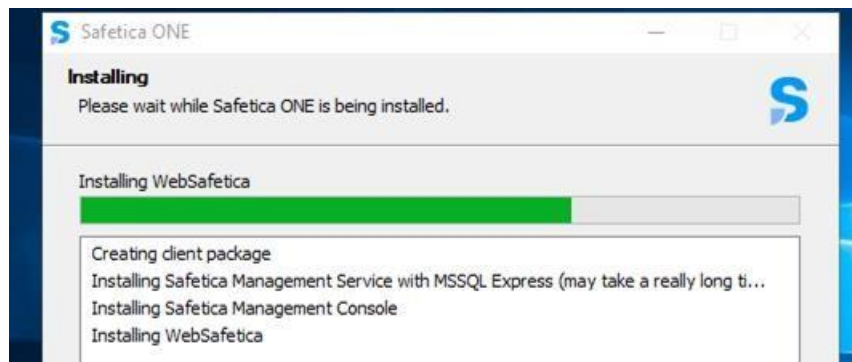 Safetica ONE
Installing
Please wait while Safetica ONE is being installed.
Installing WebSafetica
Creating client package
Installing Safetica Management Service with MSSQL Express (may take a really long ti...
Installing Safetica Management Console
Installing WebSafetica